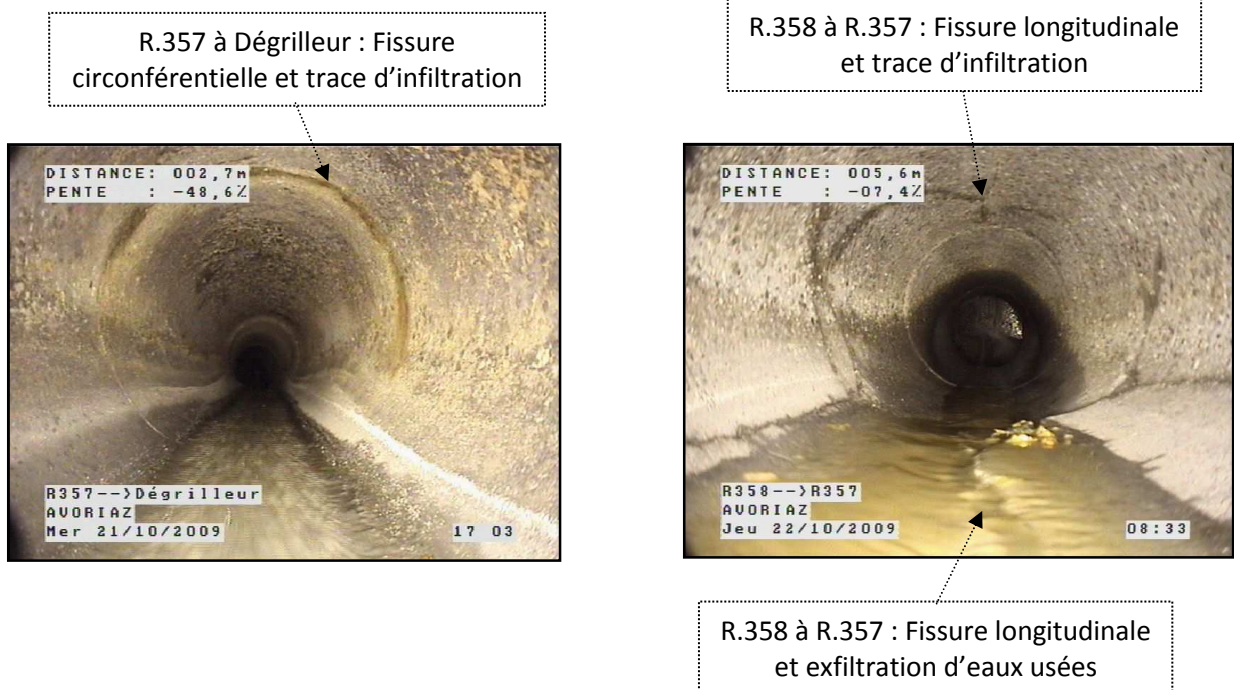 R.357 à Dégrilleur : Fissure
circonférentielle et trace d’infiltration
R.358 à R.357 : Fissure longitudinale
et trace d’infiltration
DISTANCE: 002,7m
PENTE : -48,6%
R357-->Dégrilleur
AVORIAZ
Mer 21/10/2009
17 03
DISTANCE: 005,6m
PENTE : -07,4%
R358-->R357
AVORIAZ
Jeu 22/10/2009
08:33
R.358 à R.357 : Fissure longitudinale
et exfiltration d’eaux usées